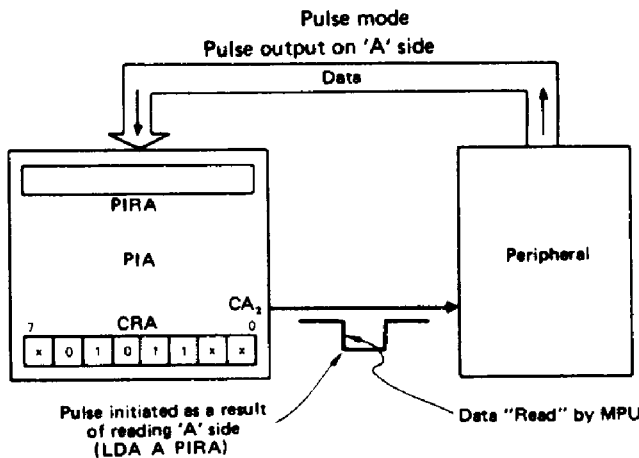 Pulse mode
Pulse output on 'A' side
Data
PIRA
PIA
Peripheral
CA2
7 CRA 0
x 0 1 0 1 1 x x
Pulse initiated as a result
of reading 'A' side
(LDA A PIRA)
Data "Read" by MPU